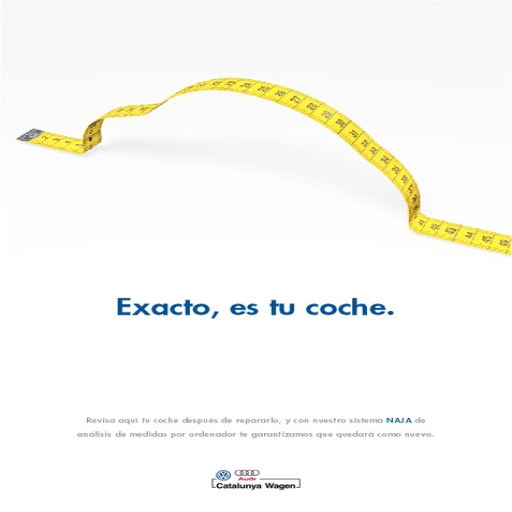 Exacto, es tu coche.
Revisa aquí tu coche después de repararlo, y con nuestro sistema NAJA de
análisis de medidas por ordenador te garantizamos que quedará como nuevo.
Audi
Catalunya Wagen